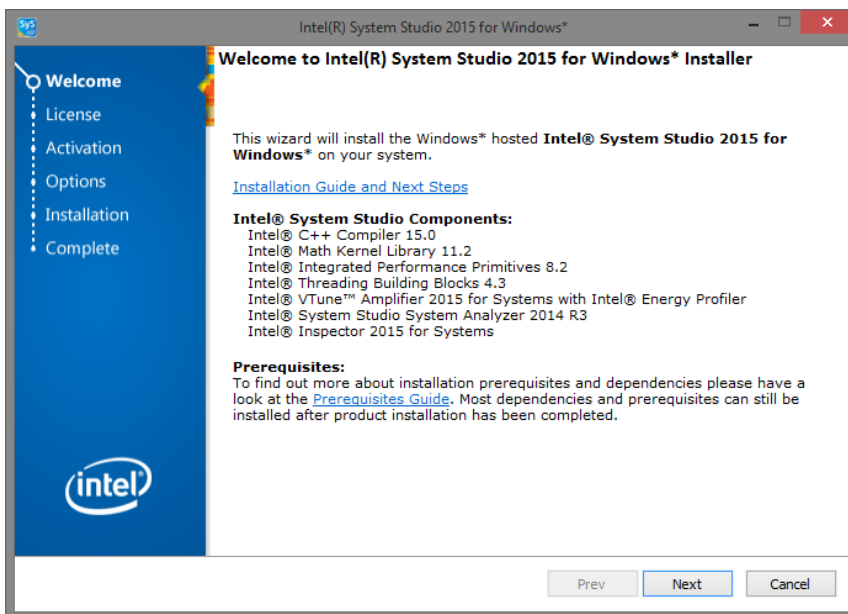 SyS
Intel(R) System Studio 2015 for Windows*
Welcome
License
Activation
Options
Installation
Complete
intel
Welcome to Intel(R) System Studio 2015 for Windows* Installer
This wizard will install the Windows* hosted Intel® System Studio 2015 for
Windows* on your system.
Installation Guide and Next Steps
Intel® System Studio Components:
Intel® C++ Compiler 15.0
Intel® Math Kernel Library 11.2
Intel® Integrated Performance Primitives 8.2
Intel® Threading Building Blocks 4.3
Intel® VTune™ Amplifier 2015 for Systems with Intel® Energy Profiler
Intel® System Studio System Analyzer 2014 R3
Intel® Inspector 2015 for Systems
Prerequisites:
To find out more about installation prerequisites and dependencies please have a
look at the Prerequisites Guide. Most dependencies and prerequisites can still be
installed after product installation has been completed.
Prev
Next
Cancel